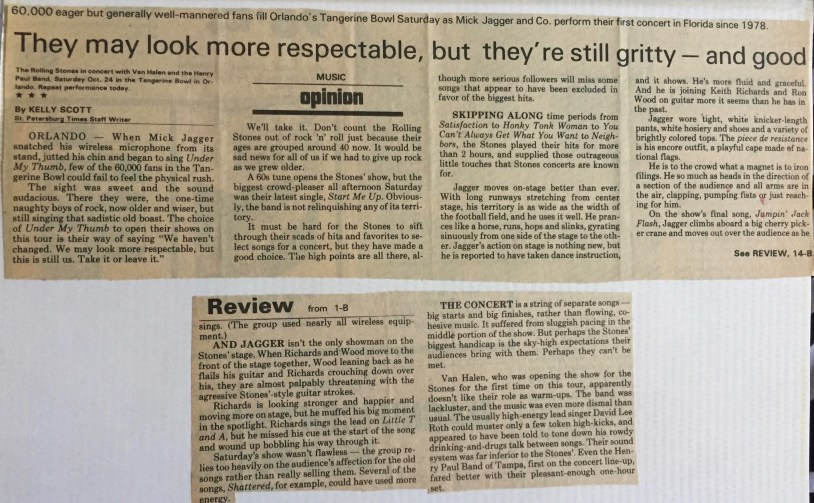 60,000 eager but generally well-mannered fans fill Orlando's Tangerine Bowl Saturday as Mick Jagger and Co. perform their first concert in Florida since 1978.
They may look more respectable, but they're still gritty — and good
The Rolling Stones in concert with Van Halen and the Henry
Paul Band. Saturday Oct. 24 in the Tangerine Bowl in Or-
lando. Repeat performance today.
★ ★ ★
By KELLY SCOTT
St. Petersburg Times Staff Writer
ORLANDO — When Mick Jagger
snatched his wireless microphone from its
stand, jutted his chin and began to sing Under
My Thumb, few of the 60,000 fans in the Tan-
gerine Bowl could fail to feel the physical rush.
The sight was sweet and the sound
audacious. There they were, the one-time
naughty boys of rock, now older and wiser, but
still singing that sadistic old boast. The choice
of Under My Thumb to open their shows on
this tour is their way of saying "We haven't
changed. We may look more respectable, but
this is still us. Take it or leave it."
MUSIC
opinion
We'll take it. Don't count the Rolling
Stones out of rock 'n' roll just because their
ages are grouped around 40 now. It would be
sad news for all of us if we had to give up rock
as we grew older.
A 60s tune opens the Stones' show, but the
biggest crowd-pleaser all afternoon Saturday
was their latest single, Start Me Up. Obvious-
ly, the band is not relinquishing any of its terri-
tory.
It must be hard for the Stones to sift
through their scads of hits and favorites to se-
lect songs for a concert, but they have made a
good choice. The high points are all there, al-
though more serious followers will miss some
songs that appear to have been excluded in
favor of the biggest hits.
SKIPPING ALONG time periods from
Satisfaction to Honky Tonk Woman to You
Can't Always Get What You Want to Neigh-
bors, the Stones played their hits for more
than 2 hours, and supplied those outrageous
little touches that Stones concerts are known
for.
Jagger moves on-stage better than ever.
With long runways stretching from center
stage, his territory is as wide as the width of
the football field, and he uses it well. He pran-
ces like a horse, runs, hops and slinks, gyrating
sinuously from one side of the stage to the oth-
er. Jagger's action on stage is nothing new, but
he is reported to have taken dance instruction,
and it shows. He's more fluid and graceful.
And he is joining Keith Richards and Ron
Wood on guitar more it seems than he has in
the past.
Jagger wore tight, white knicker-length
pants, white hosiery and shoes and a variety of
brightly colored tops. The piece de resistance
is his encore outfit, a playful cape made of na-
tional flags.
He is to the crowd what a magnet is to iron
filings. He so much as heads in the direction of
a section of the audience and all arms are in
the air, clapping, pumping fists or just reach-
ing for him.
On the show's final song, Jumpin' Jack
Flash, Jagger climbs aboard a big cherry pick-
er crane and moves out over the audience as he
See REVIEW, 14-B
Review from 1-B
sings. (The group used nearly all wireless equip-
ment.)
AND JAGGER isn't the only showman on the
Stones' stage. When Richards and Wood move to the
front of the stage together, Wood leaning back as he
flails his guitar and Richards crouching down over
his, they are almost palpably threatening with the
agressive Stones'-style guitar strokes.
Richards is looking stronger and happier and
moving more on stage, but he muffed his big moment
in the spotlight. Richards sings the lead on Little T
and A, but he missed his cue at the start of the song
and wound up bobbling his way through it.
Saturday's show wasn't flawless — the group re-
lies too heavily on the audience's affection for the old
songs rather than really selling them. Several of the
songs, Shattered, for example, could have used more
energy.
THE CONCERT is a string of separate songs —
big starts and big finishes, rather than flowing, co-
hesive music. It suffered from sluggish pacing in the
middle portion of the show. But perhaps the Stones'
biggest handicap is the sky-high expectations their
audiences bring with them. Perhaps they can't be
met.
Van Halen, who was opening the show for the
Stones for the first time on this tour, apparently
doesn't like their role as warm-ups. The band was
lackluster, and the music was even more dismal than
usual. The usually high-energy lead singer David Lee
Roth could muster only a few token high-kicks, and
appeared to have been told to tone down his rowdy
drinking-and-drugs talk between songs. Their sound
system was far inferior to the Stones'. Even the Hen-
ry Paul Band of Tampa, first on the concert line-up,
fared better with their pleasant-enough one-hour
set.